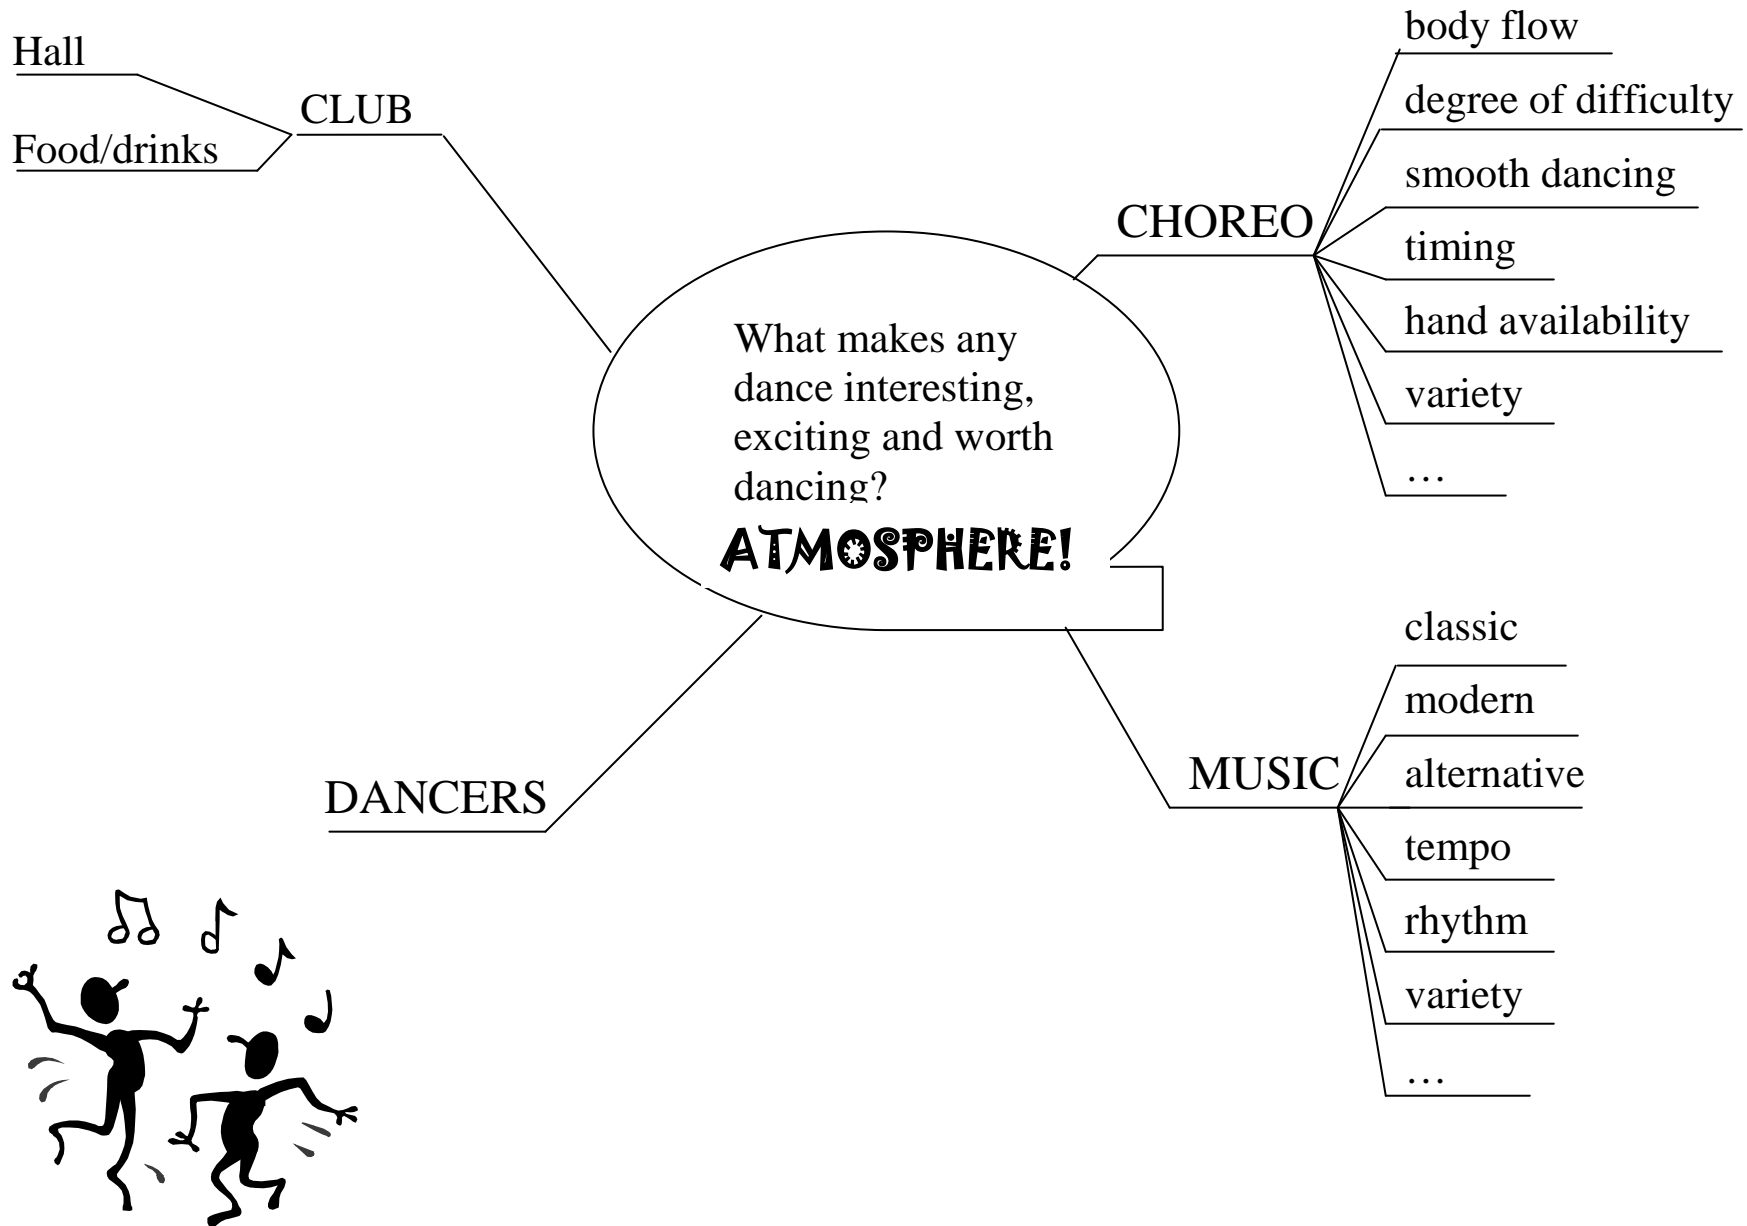 Hall
CLUB
Food/drinks
What makes any
dance interesting,
exciting and worth
dancing?
ATMOSPHERE!
CHOREO
body flow
degree of difficulty
smooth dancing
timing
hand availability
variety
…
DANCERS
MUSIC
classic
modern
alternative
tempo
rhythm
variety
…